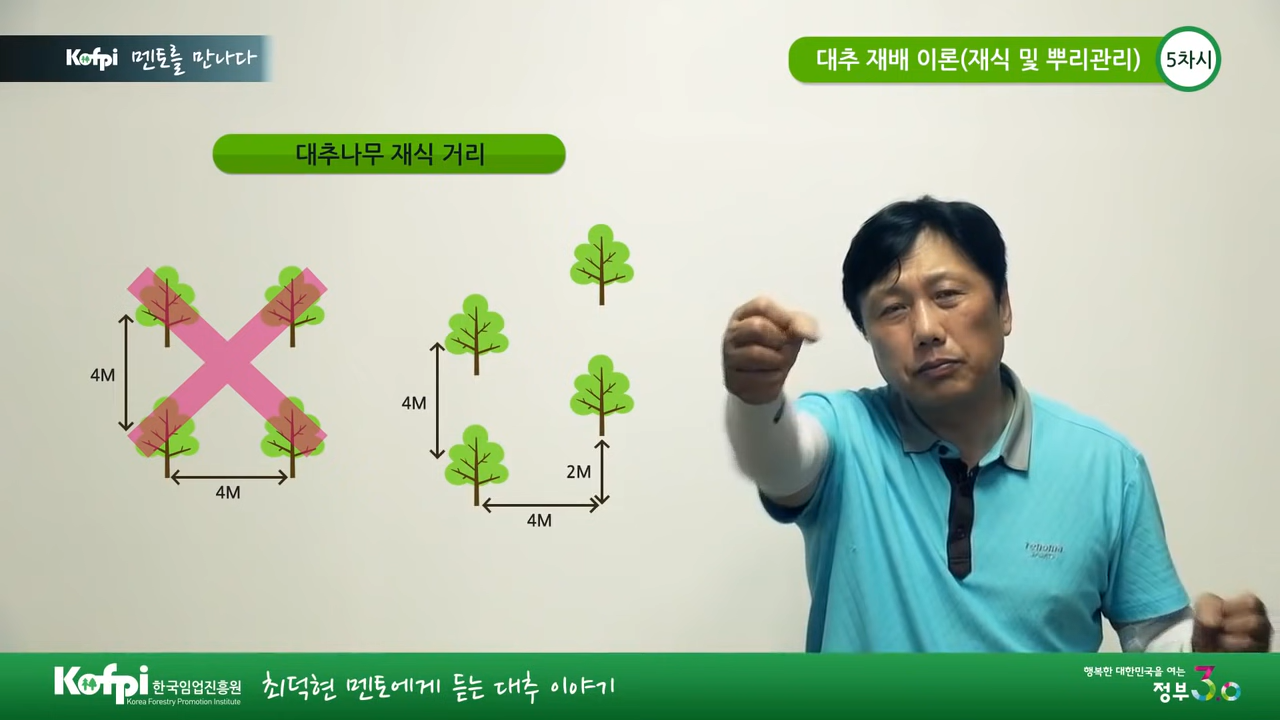 Kofpi 멘토를 만나다
대추 재배 이론(재식 및 뿌리관리) 5차시
대추나무 재식 거리
4M
4M
4M
2M
4M
Kofpi 한국임업진흥원
Korea Forestry Promotion Institute
최덕현 멘토에게 듣는 대추 이야기
행복한 대한민국을 여는
정부3.0